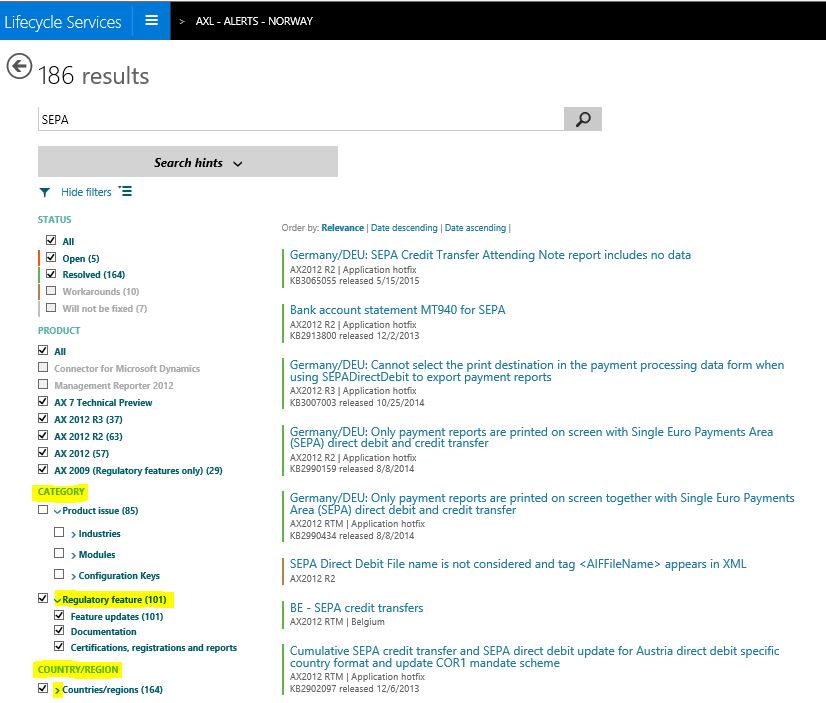 Lifecycle Services > AXL - ALERTS - NORWAY
186 results
SEPA
Search hints
Hide filters
STATUS
All
Open (5)
Resolved (164)
Workarounds (10)
Will not be fixed (7)
PRODUCT
All
Connector for Microsoft Dynamics
Management Reporter 2012
AX 7 Technical Preview
AX 2012 R3 (37)
AX 2012 R2 (63)
AX 2012 (57)
AX 2009 (Regulatory features only) (29)
CATEGORY
Product issue (85)
Industries
Modules
Configuration Keys
Regulatory feature (101)
Feature updates (101)
Documentation
Certifications, registrations and reports
COUNTRY/REGION
Countries/regions (164)
Order by: Relevance | Date descending | Date ascending |
Germany/DEU: SEPA Credit Transfer Attending Note report includes no data
AX2012 R2 | Application hotfix
KB3065055 released 5/15/2015
Bank account statement MT940 for SEPA
AX2012 R2 | Application hotfix
KB2913800 released 12/2/2013
Germany/DEU: Cannot select the print destination in the payment processing data form when
using SEPADirectDebit to export payment reports
AX2012 R3 | Application hotfix
KB3007003 released 10/25/2014
Germany/DEU: Only payment reports are printed on screen with Single Euro Payments Area
(SEPA) direct debit and credit transfer
AX2012 R2 | Application hotfix
KB2990159 released 8/8/2014
Germany/DEU: Only payment reports are printed on screen together with Single Euro Payments
Area (SEPA) direct debit and credit transfer
AX2012 RTM | Application hotfix
KB2990434 released 8/8/2014
SEPA Direct Debit File name is not considered and tag <AIFFileName> appears in XML
AX2012 R2
BE - SEPA credit transfers
AX2012 RTM | Belgium
Cumulative SEPA credit transfer and SEPA direct debit update for Austria direct debit specific
country format and update COR1 mandate scheme
AX2012 RTM | Application hotfix
KB2902097 released 12/6/2013